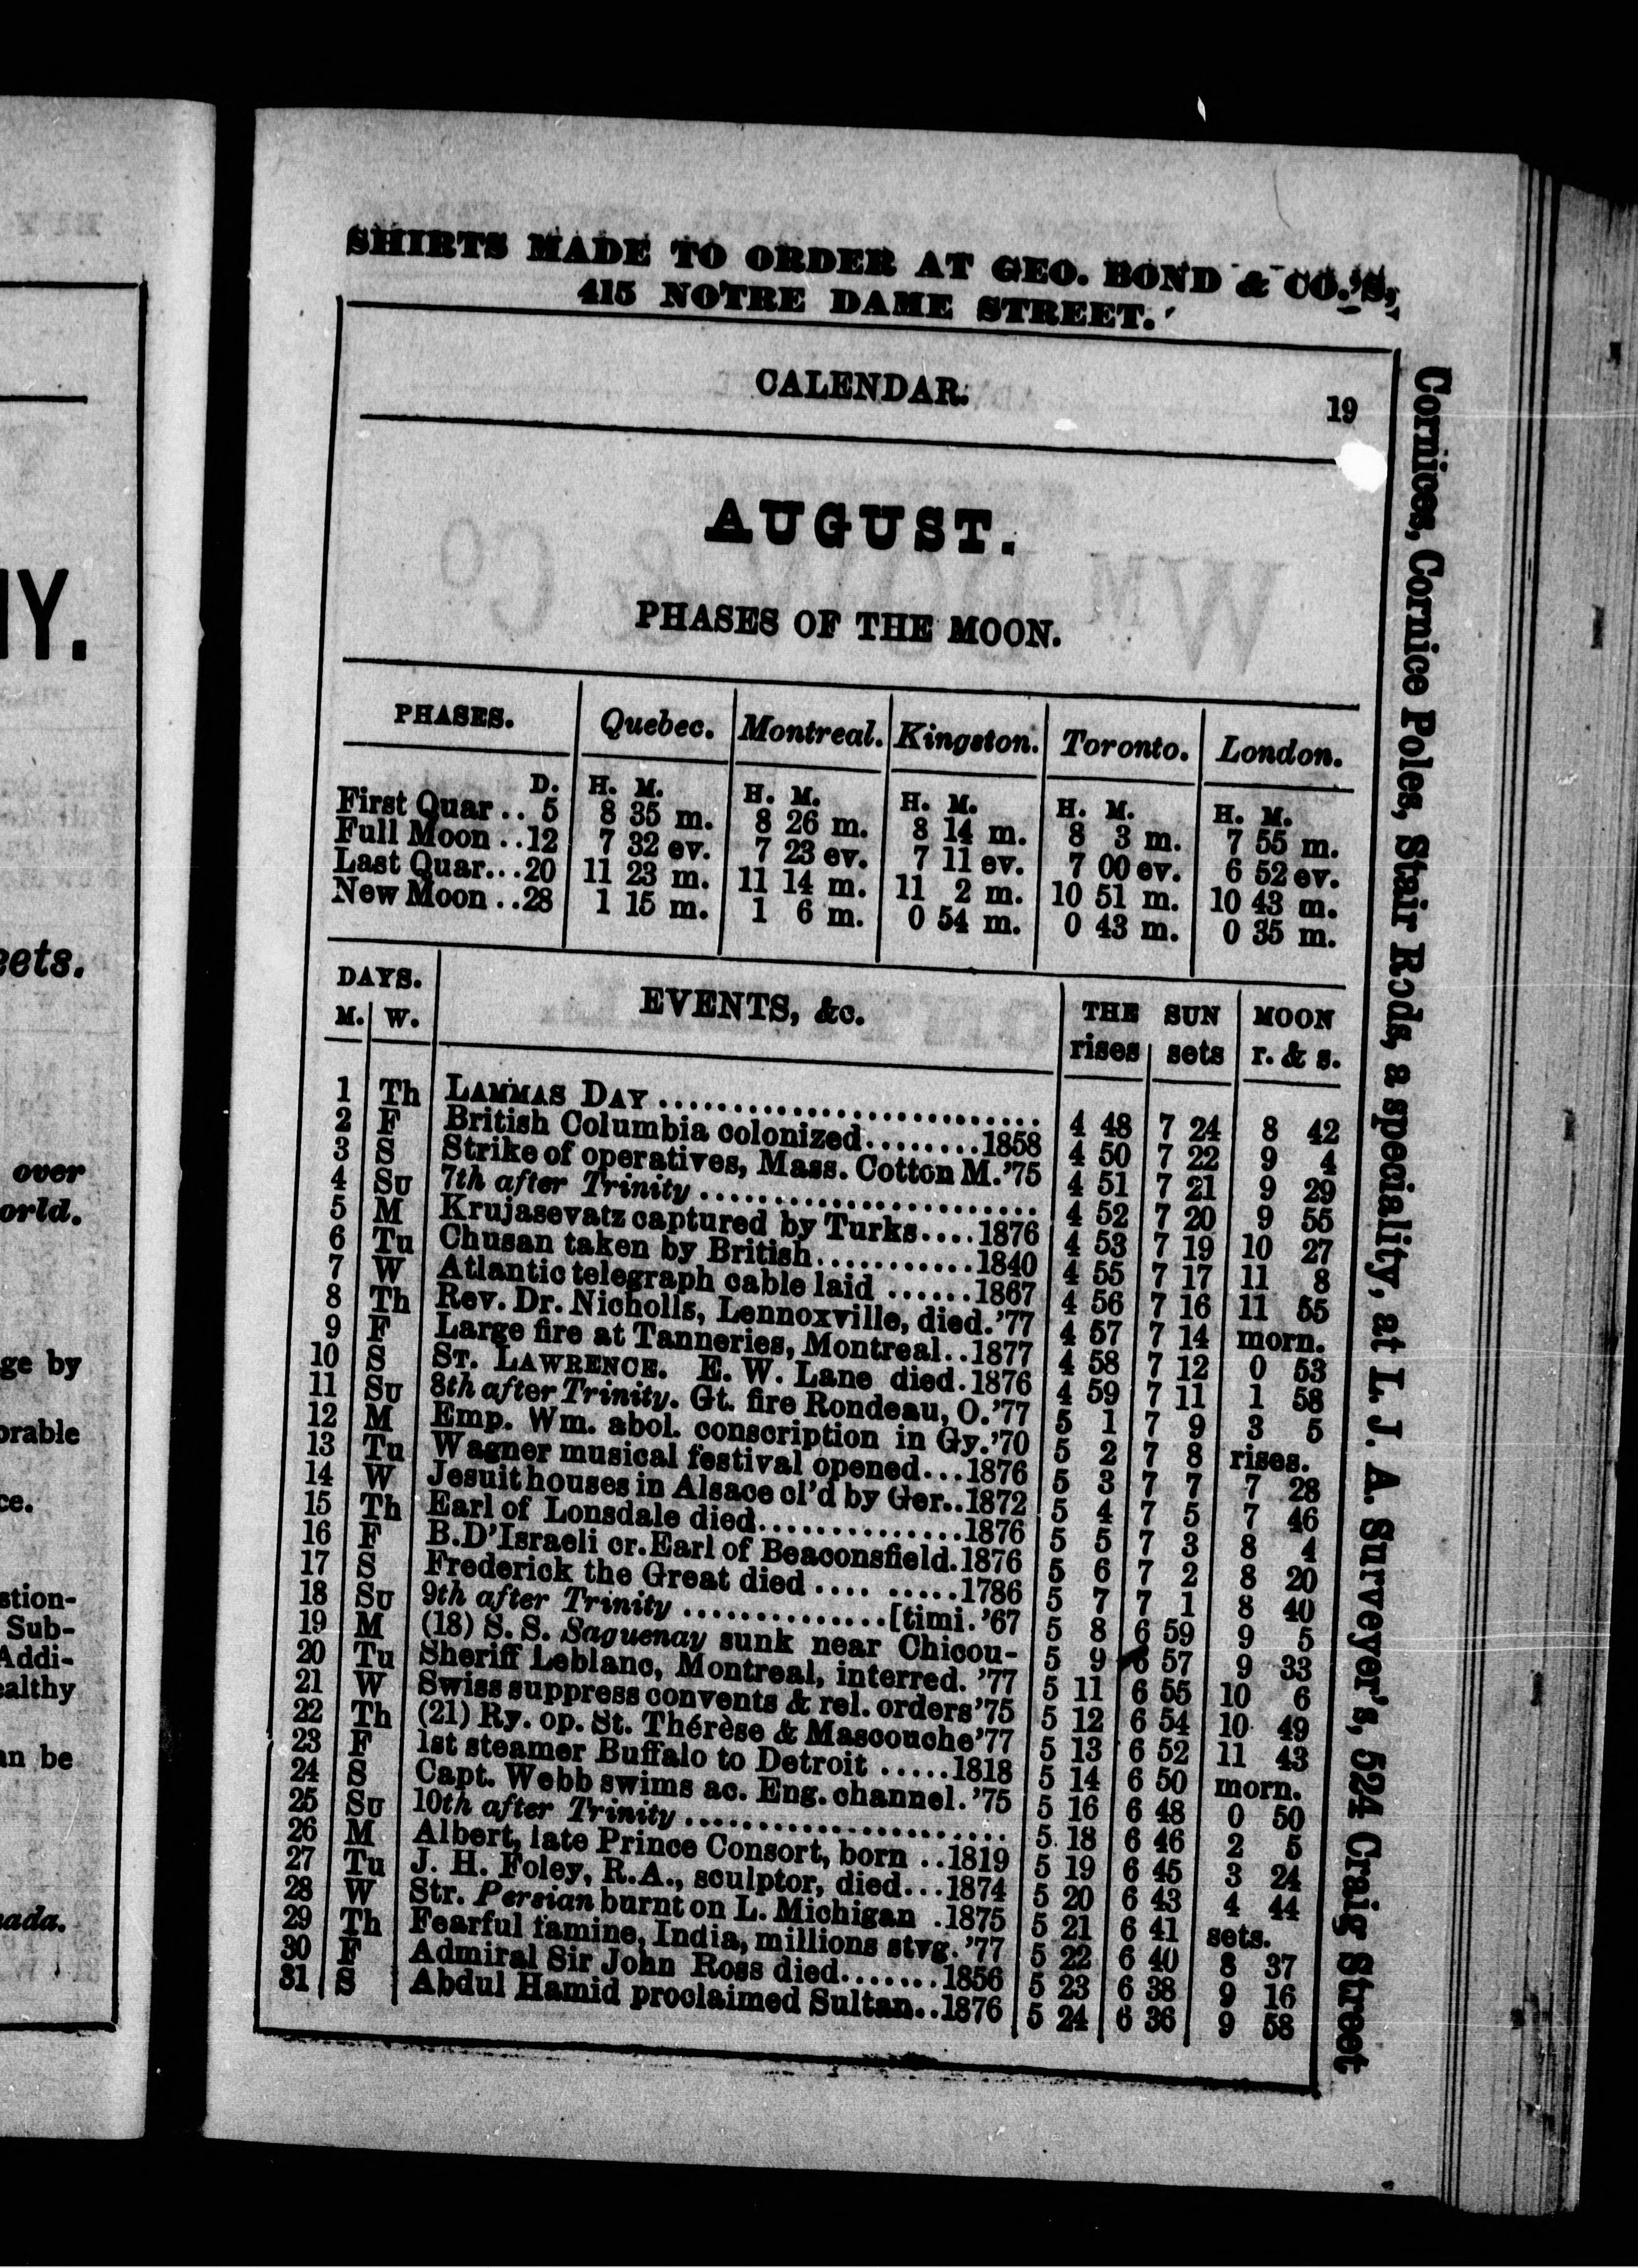 SHIRTS MADE TO ORDER AT GEO. BOND & CO.'S,
415 NOTRE DAME STREET.
CALENDAR. 19
AUGUST.
PHASES OF THE MOON.
PHASES. Quebec. Montreal. Kingston. Toronto. London.
D. H. M. H. M. H. M. H. M. H. M.
First Quar.. 5 8 35 m. 8 26 m. 8 14 m. 8 3 m. 7 55 m.
Full Moon ..12 7 32 ev. 7 23 ev. 7 11 ev. 7 00 ev. 6 52 ev.
Last Quar...20 11 23 m. 11 14 m. 11 2 m. 10 51 m. 10 43 m.
New Moon ..28 1 15 m. 1 6 m. 0 54 m. 0 43 m. 0 35 m.
DAYS. EVENTS, &c. THE SUN MOON
M. W. rises sets r. & s.
1 Th LAMMAS DAY ............................ 4 48 7 24 8 42
2 F British Columbia colonized........1858 4 50 7 22 9 4
3 S Strike of operatives, Mass. Cotton M.'75 4 51 7 21 9 29
4 SU 7th after Trinity ........................ 4 52 7 20 9 55
5 M Krujasevatz captured by Turks....1876 4 53 7 19 10 27
6 Tu Chusan taken by British............1840 4 55 7 17 11 8
7 W Atlantic telegraph cable laid ......1867 4 56 7 16 11 55
8 Th Rev. Dr. Nicholls, Lennoxville, died.'77 4 57 7 14 morn.
9 F Large fire at Tanneries, Montreal..1877 4 58 7 12 0 53
10 S ST. LAWRENCE. E. W. Lane died.1876 4 59 7 11 1 58
11 SU 8th after Trinity. Gt. fire Rondeau, O.'77 5 1 7 9 3 5
12 M Emp. Wm. abol. conscription in Gy.'70 5 2 7 8 rises.
13 Tu Wagner musical festival opened...1876 5 3 7 7 7 28
14 W Jesuit houses in Alsace cl'd by Ger..1872 5 4 7 5 7 46
15 Th Earl of Lonsdale died...............1876 5 5 7 3 8 4
16 F B.D'Israeli cr.Earl of Beaconsfield.1876 5 6 7 2 8 20
17 S Frederick the Great died .... .....1786 5 7 7 1 8 40
18 SU 9th after Trinity ...............[timi.'67 5 8 6 59 9 5
19 M (18) S. S. Saguenay sunk near Chicou- 5 9 6 57 9 33
20 Tu Sheriff Leblanc, Montreal, interred. '77 5 11 6 55 10 6
21 W Swiss suppress convents & rel. orders'75 5 12 6 54 10 49
22 Th (21) Ry. op. St. Thérèse & Mascouche'77 5 13 6 52 11 43
23 F 1st steamer Buffalo to Detroit .....1818 5 14 6 50 morn.
24 S Capt. Webb swims ac. Eng. channel.'75 5 16 6 48 0 50
25 SU 10th after Trinity ....................... 5 18 6 46 2 5
26 M Albert, late Prince Consort, born ..1819 5 19 6 45 3 24
27 Tu J. H. Foley, R.A., sculptor, died...1874 5 20 6 43 4 44
28 W Str. Persian burnt on L. Michigan .1875 5 21 6 41 sets.
29 Th Fearful famine, India, millions stvg.'77 5 22 6 40 8 37
30 F Admiral Sir John Ross died.......1856 5 23 6 38 9 16
31 S Abdul Hamid proclaimed Sultan..1876 5 24 6 36 9 58
Cornices, Cornice Poles, Stair Rods, a speciality, at L. J. A. Surveyer's, 524 Craig Street
over
ge by
an be